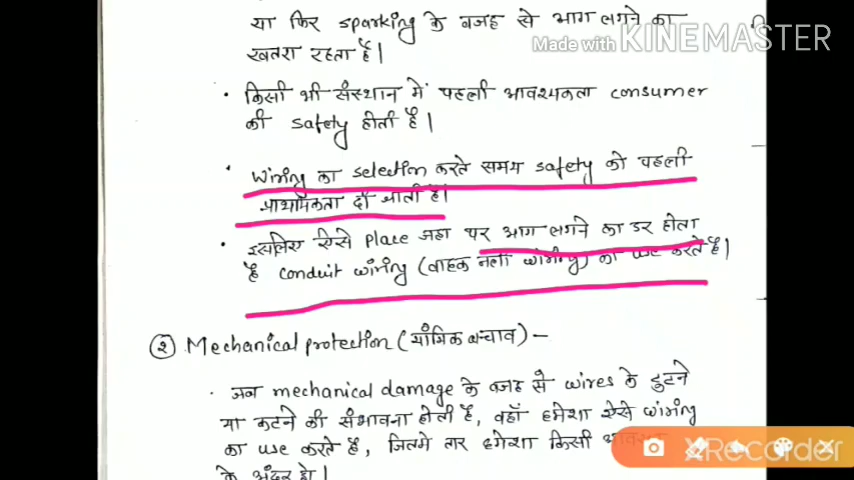 या फिर sparking के वजह से आग लगने का
खतरा रहता है।
Made with KINEMASTER
• किसी भी संस्थान में पहली आवश्यकता consumer
की safety होती है।
• Wiring का selection करते समय safety को पहली
प्राथमिकता दी जाती है।
• इसलिए ऐसे place जहा पर आग लगने का डर होता
है conduit wiring (वाहक नली wiring) का use करते है।
② Mechanical protection (यांत्रिक बचाव) –
• जब mechanical damage के वजह से wires के टुटने
या कटने की संभावना होती है, वहाँ हमेशा ऐसे wiring
का use करते है, जिसमे तार हमेशा किसी
के अंदर हो।
XRecorder